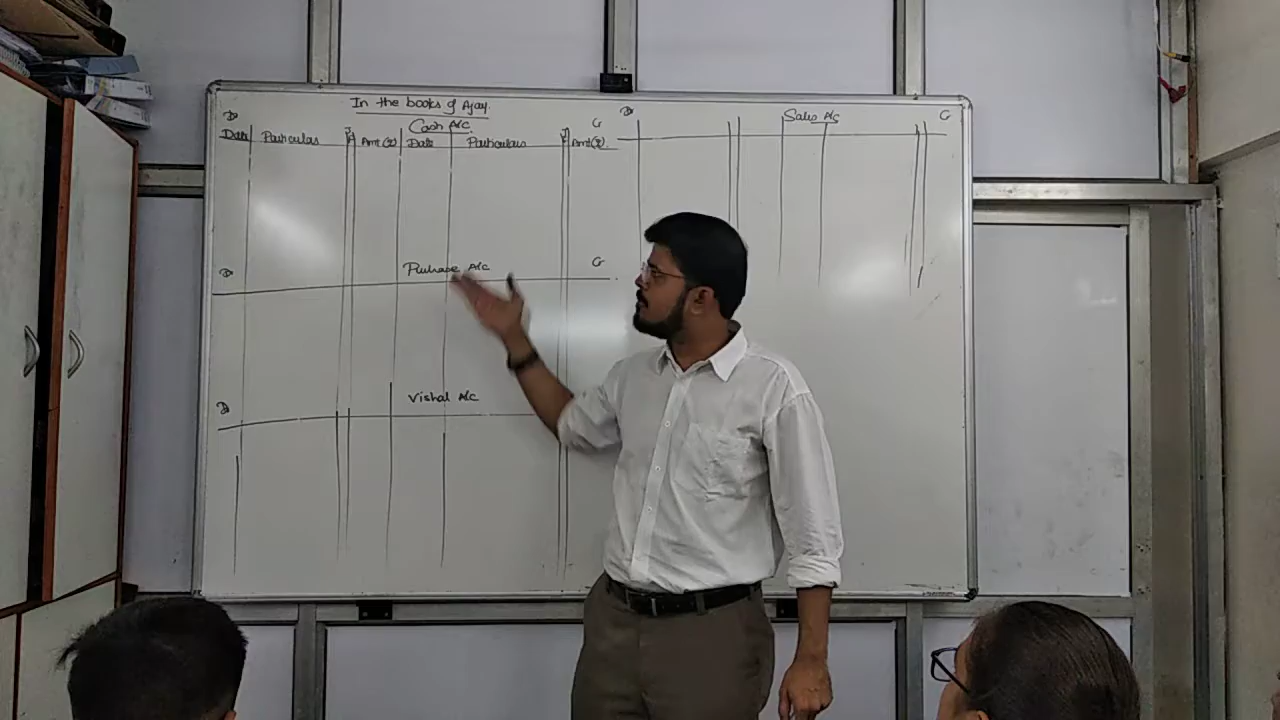 In the books of Ajay.
Dr Cash A/c Cr
Date Particulars Amt (₹) Date Particulars Amt (₹)
Dr Purhase A/c Cr
Dr Vishal A/c
Dr Sales A/c Cr